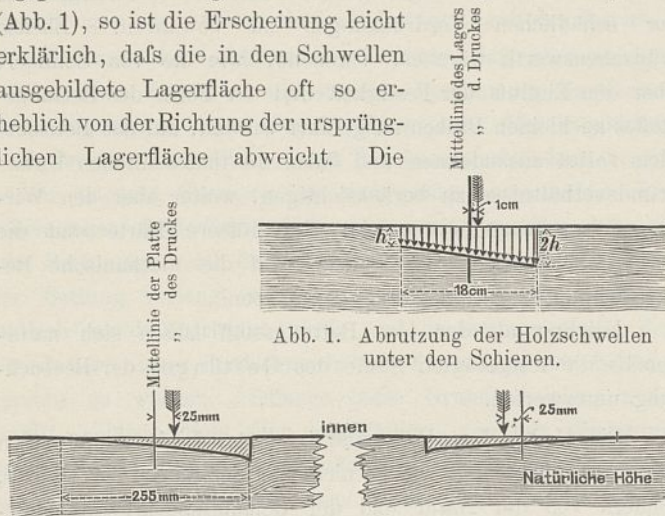 (Abb. 1), so ist die Erscheinung leicht
erklärlich, daſs die in den Schwellen
ausgebildete Lagerfläche oft so er-
heblich von der Richtung der ursprüng-
lichen Lagerfläche abweicht. Die
Mittellinie des Lagers
„ d. Druckes
1cm
h
2h
18cm
Abb. 1. Abnutzung der Holzschwellen
unter den Schienen.
Mittellinie der Platte
„ des Druckes
25mm
innen
25mm
255mm
Natürliche Höhe